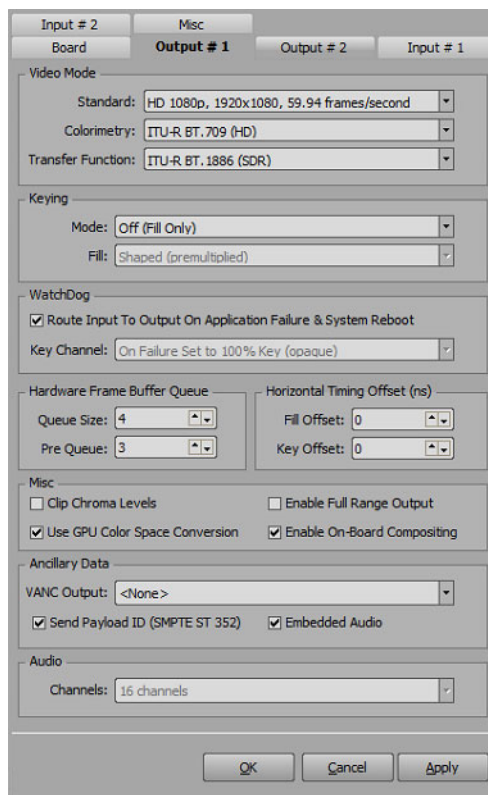 Input # 2 Misc
Board Output # 1 Output # 2 Input # 1
Video Mode
Standard: HD 1080p, 1920x1080, 59.94 frames/second
Colorimetry: ITU-R BT.709 (HD)
Transfer Function: ITU-R BT.1886 (SDR)
Keying
Mode: Off (Fill Only)
Fill: Shaped (premultiplied)
WatchDog
Route Input To Output On Application Failure & System Reboot
Key Channel: On Failure Set to 100% Key (opaque)
Hardware Frame Buffer Queue Horizontal Timing Offset (ns)
Queue Size: 4 Fill Offset: 0
Pre Queue: 3 Key Offset: 0
Misc
Clip Chroma Levels Enable Full Range Output
Use GPU Color Space Conversion Enable On-Board Compositing
Ancillary Data
VANC Output: <None>
Send Payload ID (SMPTE ST 352) Embedded Audio
Audio
Channels: 16 channels
OK Cancel Apply